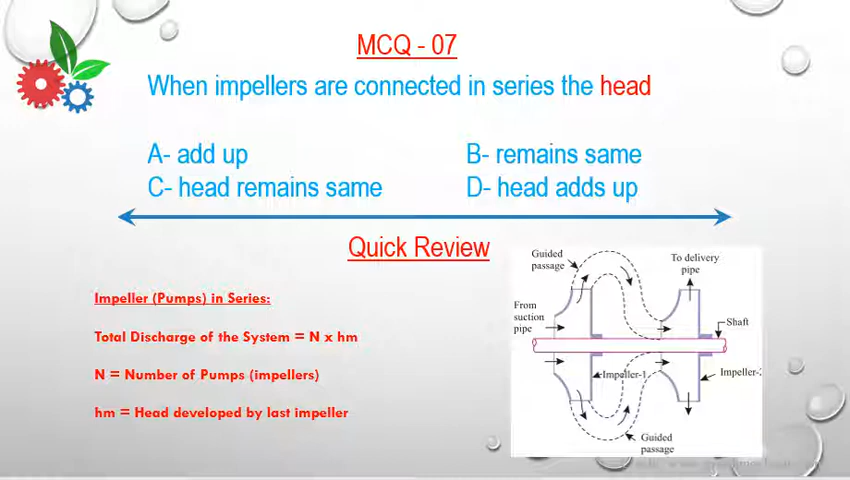 MCQ - 07
When impellers are connected in series the head
A- add up
B- remains same
C- head remains same
D- head adds up
Quick Review
Impeller (Pumps) in Series:
Total Discharge of the System = N x hm
N = Number of Pumps (impellers)
hm = Head developed by last impeller
Guided
passage
To delivery
pipe
From
suction
pipe
Shaft
Impeller-1
Impeller-2
Guided
passage